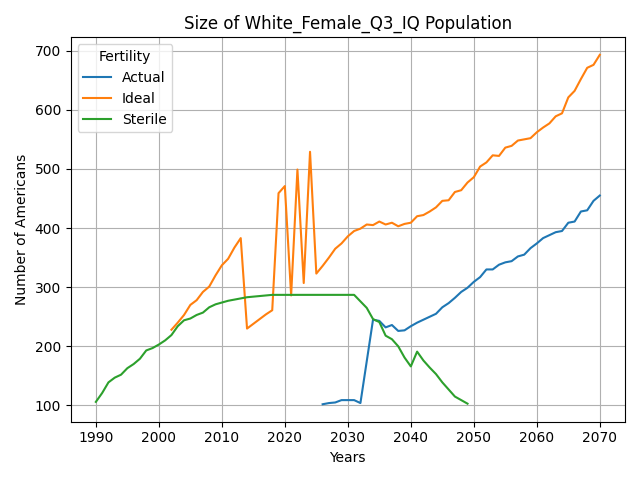 Size of White_Female_Q3_IQ Population
Fertility
Actual
Ideal
Sterile
Number of Americans
700
600
500
400
300
200
100
1990 2000 2010 2020 2030 2040 2050 2060 2070
Years